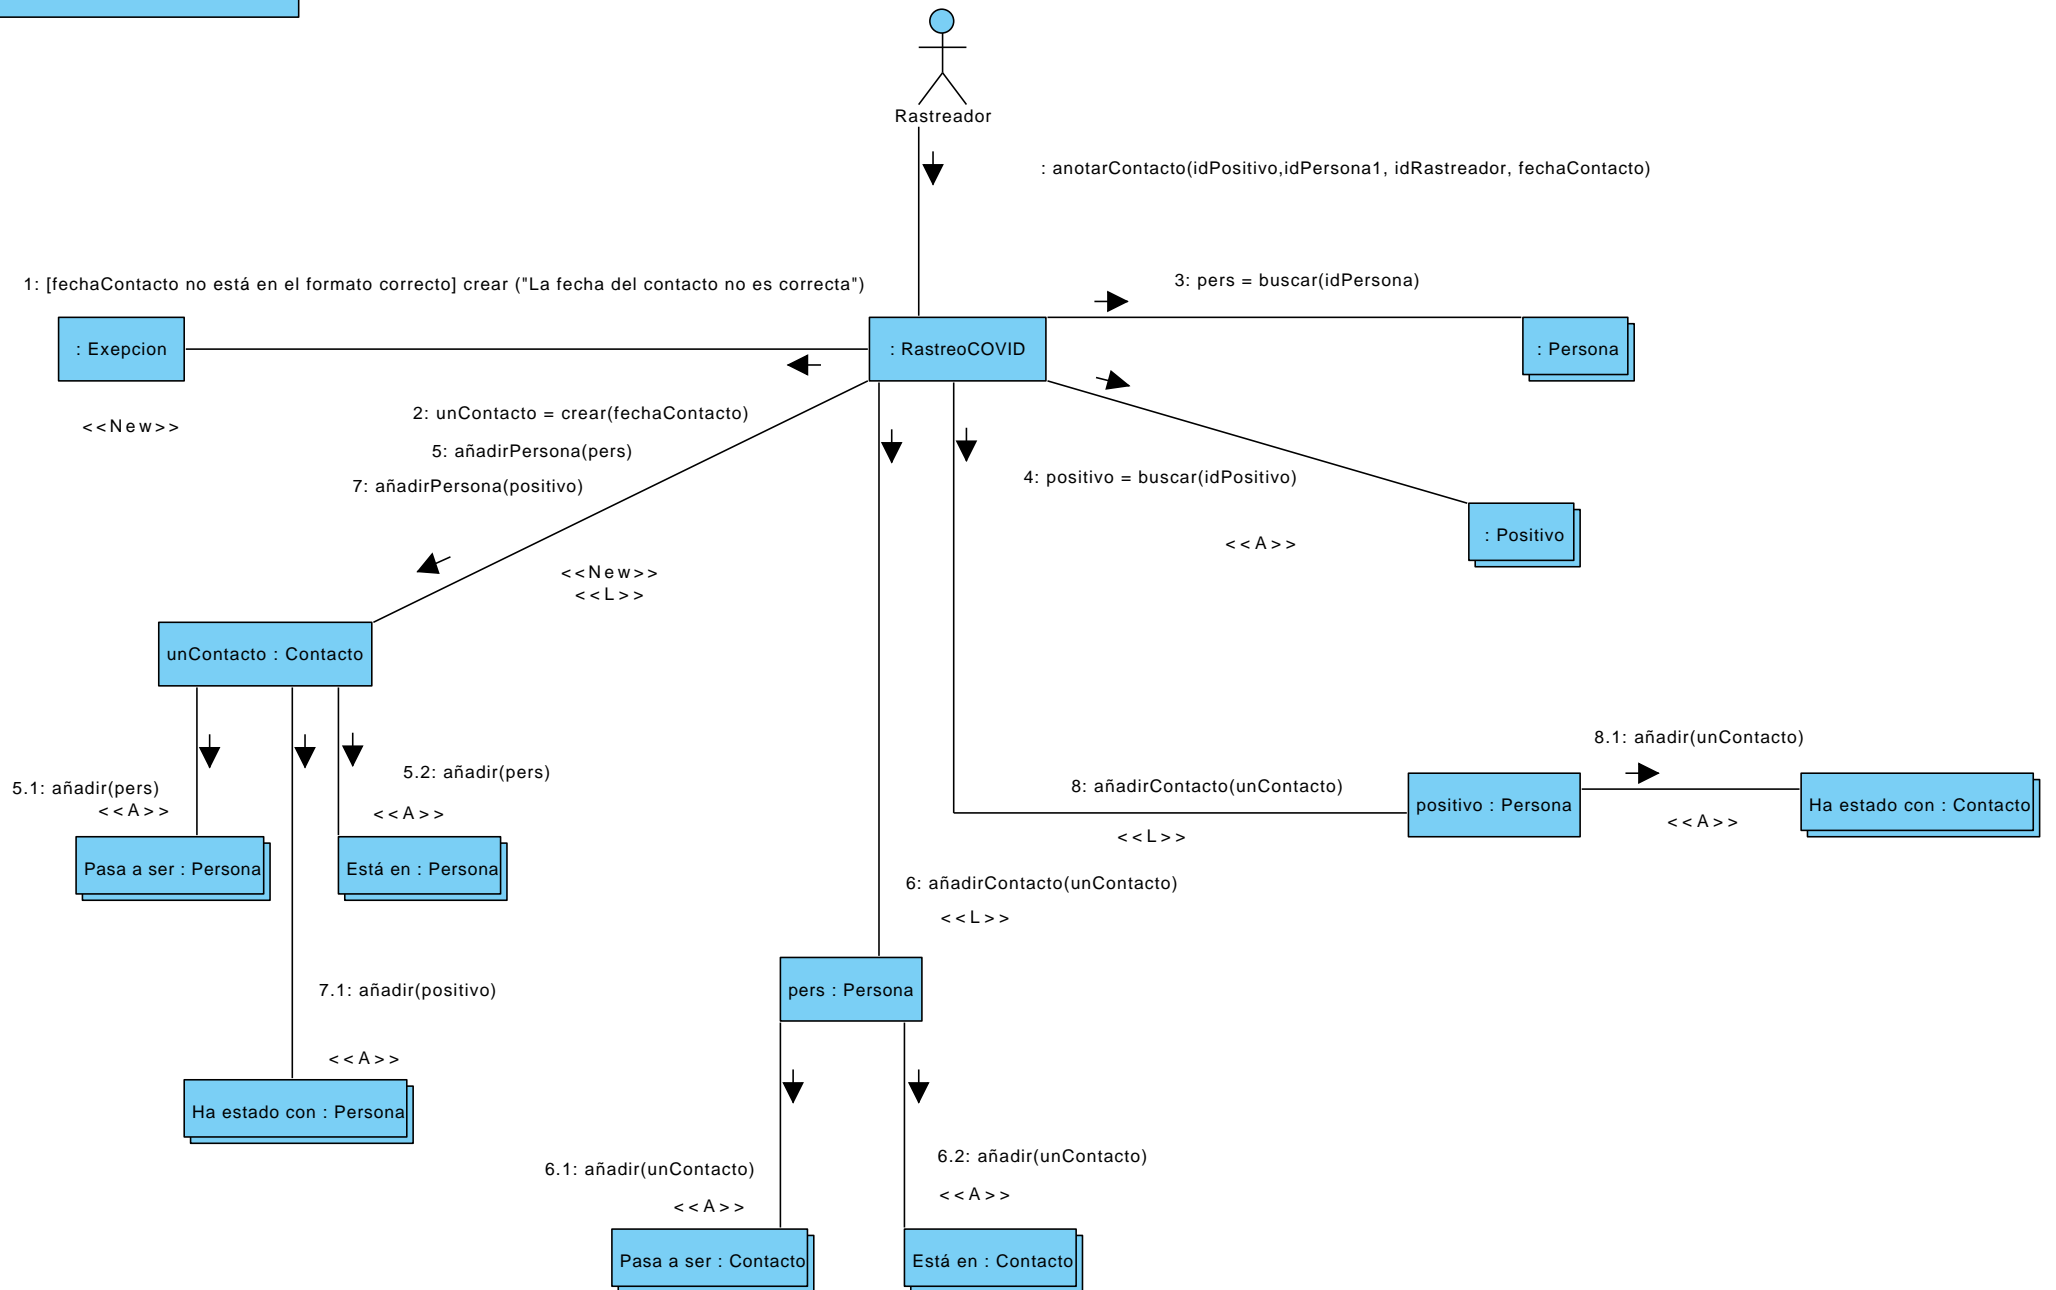 Rastreador
: anotarContacto(idPositivo,idPersona1, idRastreador, fechaContacto)
1: [fechaContacto no está en el formato correcto] crear ("La fecha del contacto no es correcta")
3: pers = buscar(idPersona)
: Exepcion
: RastreoCOVID
: Persona
<<New>>
2: unContacto = crear(fechaContacto)
5: añadirPersona(pers)
7: añadirPersona(positivo)
4: positivo = buscar(idPositivo)
<<A>>
: Positivo
<<New>>
<<L>>
unContacto : Contacto
5.1: añadir(pers)
<<A>>
5.2: añadir(pers)
<<A>>
8: añadirContacto(unContacto)
<<L>>
positivo : Persona
8.1: añadir(unContacto)
<<A>>
Ha estado con : Contacto
Pasa a ser : Persona
Está en : Persona
6: añadirContacto(unContacto)
<<L>>
7.1: añadir(positivo)
<<A>>
pers : Persona
Ha estado con : Persona
6.1: añadir(unContacto)
<<A>>
6.2: añadir(unContacto)
<<A>>
Pasa a ser : Contacto
Está en : Contacto